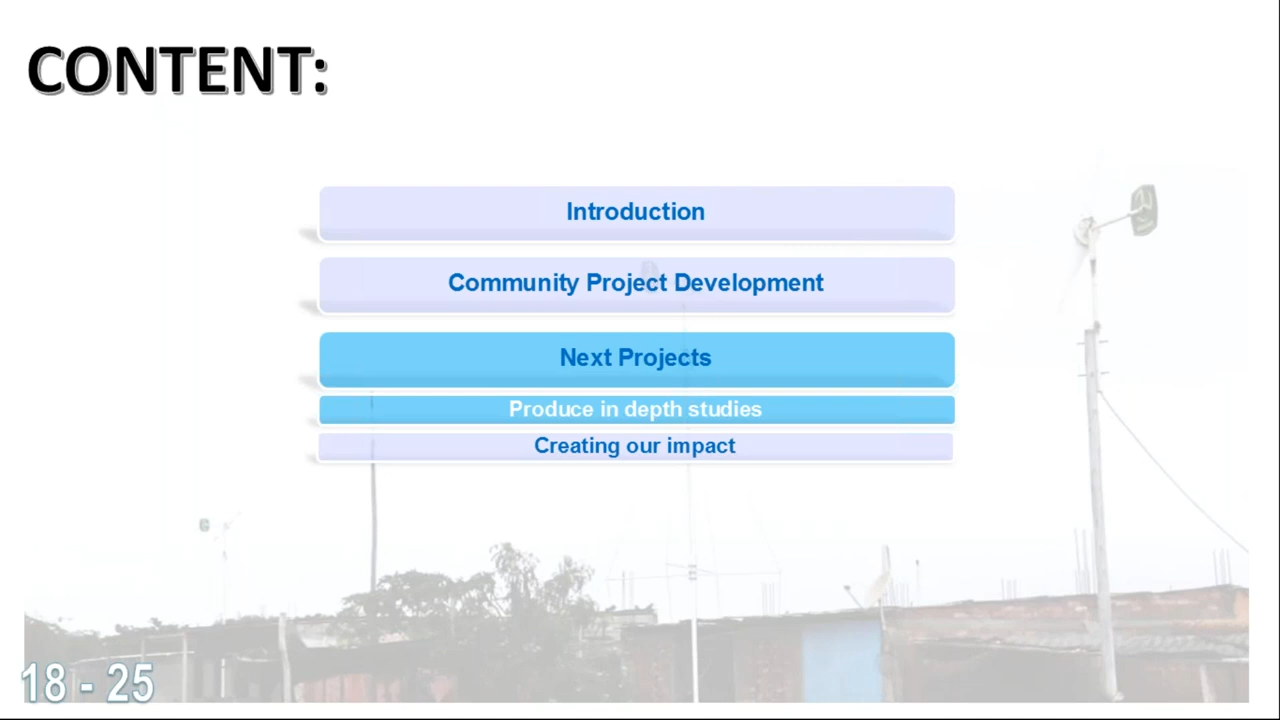 CONTENT:
Introduction
Community Project Development
Next Projects
Produce in depth studies
Creating our impact
18 - 25